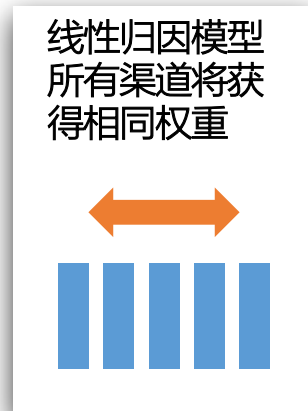 线性归因模型
所有渠道将获
得相同权重